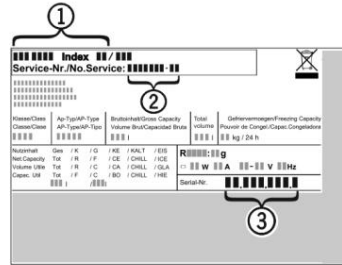 1
Index /
Service-Nr./No.Service: -
2
Klasse/Class Ap-Typ/AP-Type Bruttoinhalt/Gross Capacity Total Gefriervermoegen/Freezing Capacity
Classe/Clase AP-Type/AP-Tipo Volume Brut/Capacidad Bruta volume Pouvoir de Congel./Capac.Congeladora
l l kg / 24 h
Nutzinhalt Ges / K / G / KE / KALT / EIS R : g
Net.Capacity Tot / R / F / CE / CHILL / ICE
Volume Utile Tot / R / C / CA / CHILL / GLA W A - V Hz
Capac. Util Tot / F / C / BO / CHILL / HIE
l / l Serial-Nr. . . .
3